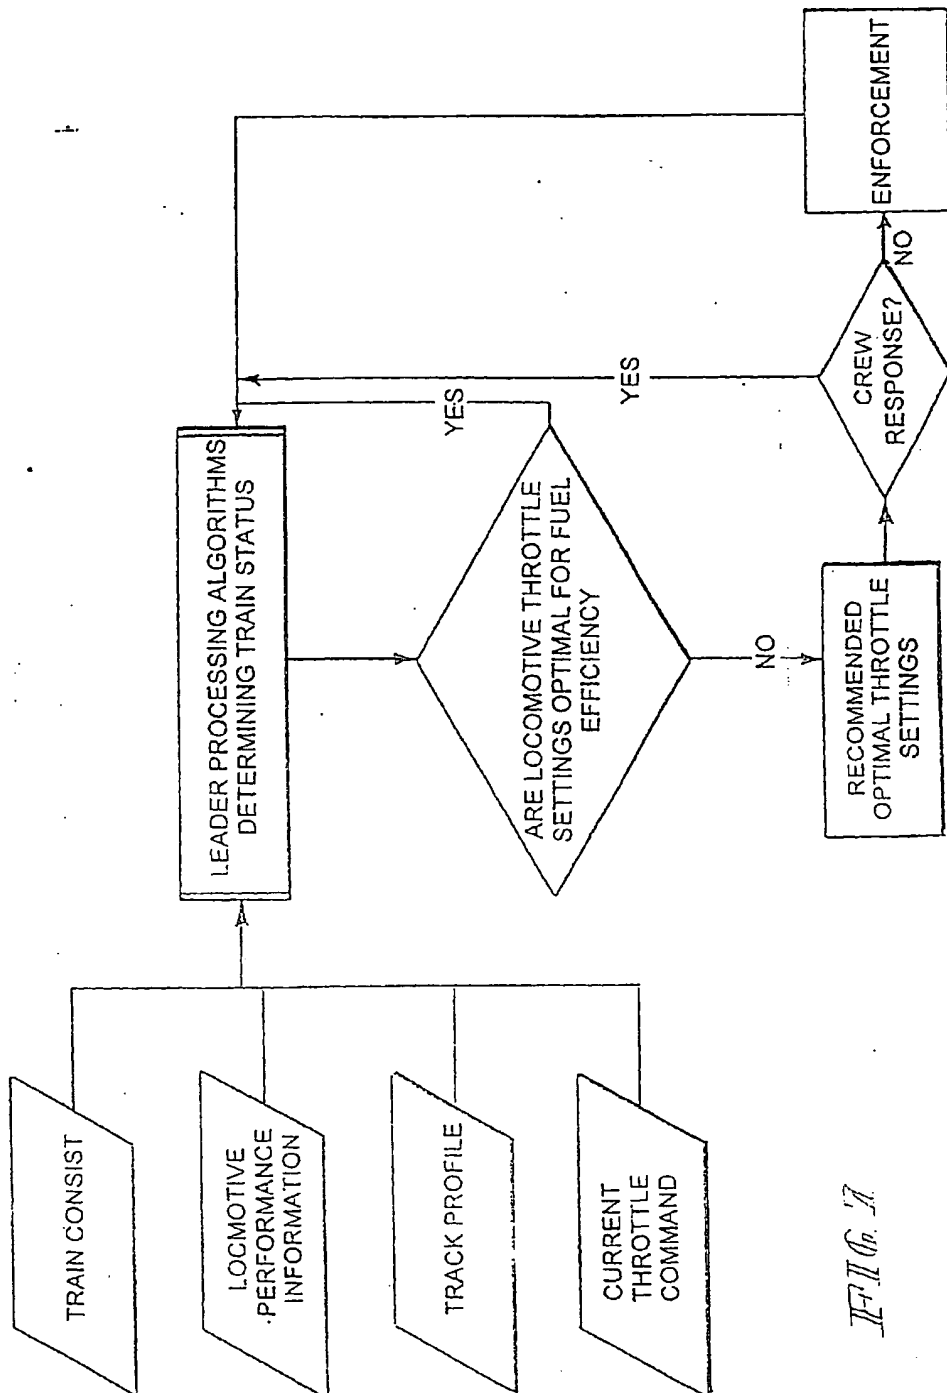 TRAIN CONSIST
LOCMOTIVE
PERFORMANCE
INFORMATION
TRACK PROFILE
CURRENT
THROTTLE
COMMAND
LEADER PROCESSING ALGORITHMS
DETERMINING TRAIN STATUS
ARE LOCOMOTIVE THROTTLE
SETTINGS OPTIMAL FOR FUEL
EFFICIENCY
YES
NO
RECOMMENDED
OPTIMAL THROTTLE
SETTINGS
CREW
RESPONSE?
YES
NO
ENFORCEMENT
FIG.